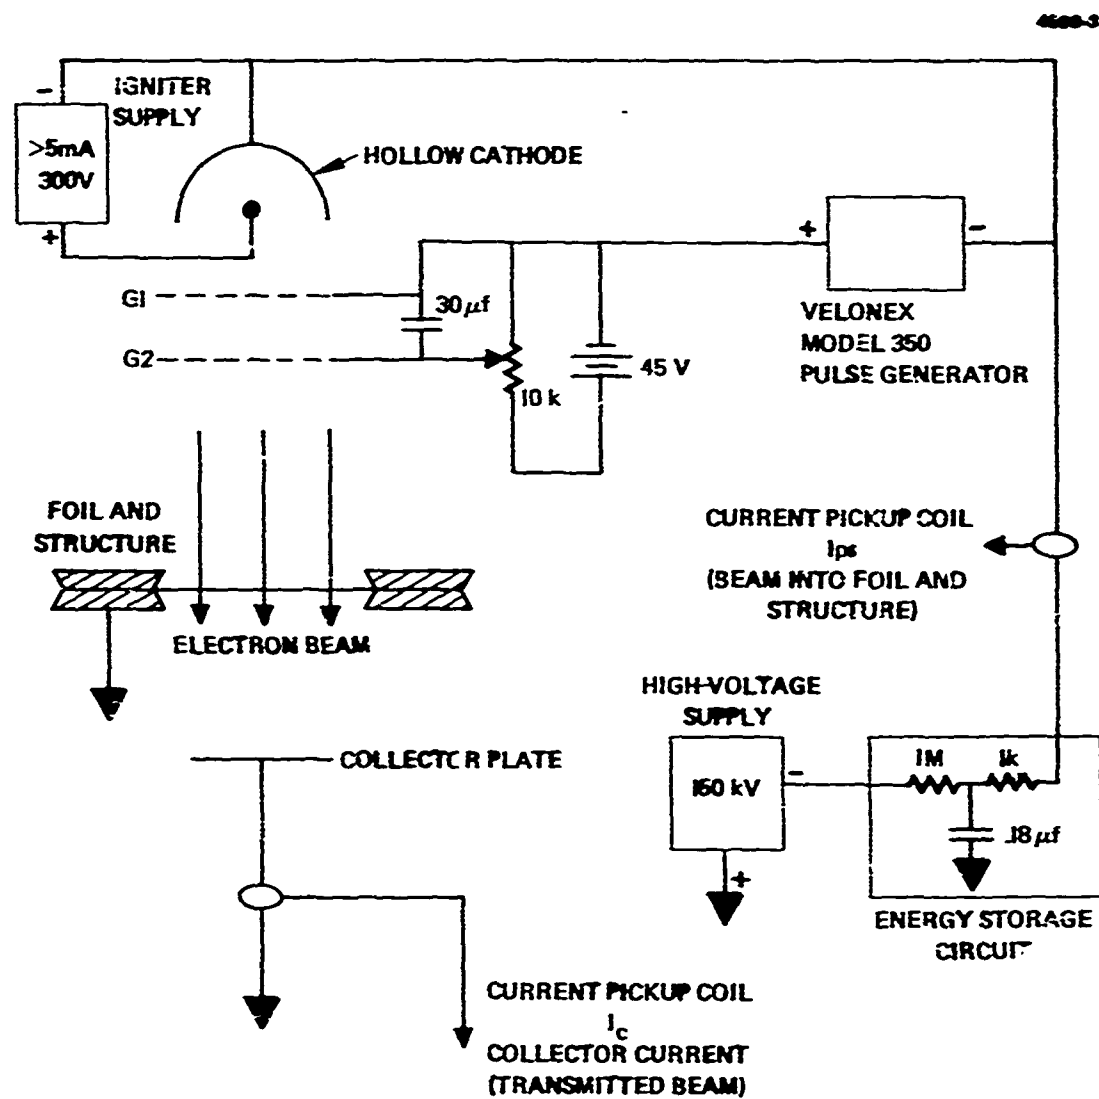 IGNITER
SUPPLY
-
>5mA
300V
+
HOLLOW CATHODE
+
-
VELONEX
MODEL 350
PULSE GENERATOR
G1
30μf
G2
10 k
45 V
FOIL AND
STRUCTURE
ELECTRON BEAM
CURRENT PICKUP COIL
Ips
(BEAM INTO FOIL AND
STRUCTURE)
HIGH-VOLTAGE
SUPPLY
-
+
1M
1k
.18μf
ENERGY STORAGE
CIRCUIT
COLLECTOR PLATE
CURRENT PICKUP COIL
Ic
COLLECTOR CURRENT
(TRANSMITTED BEAM)